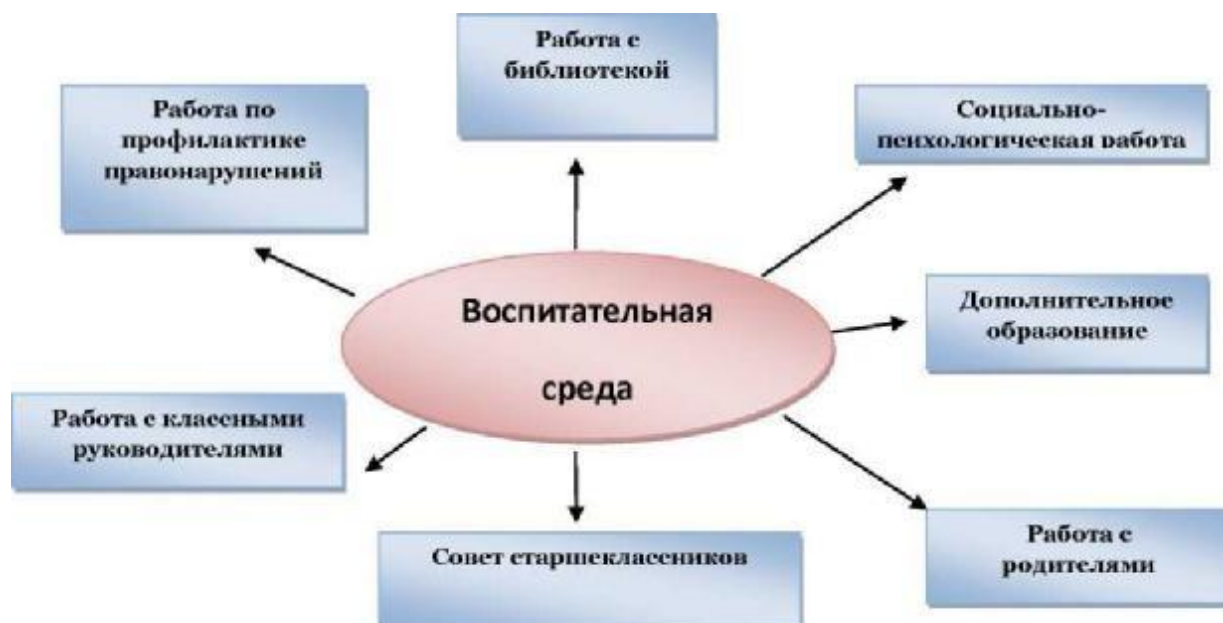 Работа с
библиотекой
Работа по
профилактике
правонарушений
Социально-
психологическая работа
Воспитательная
среда
Дополнительное
образование
Работа с классными
руководителями
Совет старшеклассников
Работа с
родителями